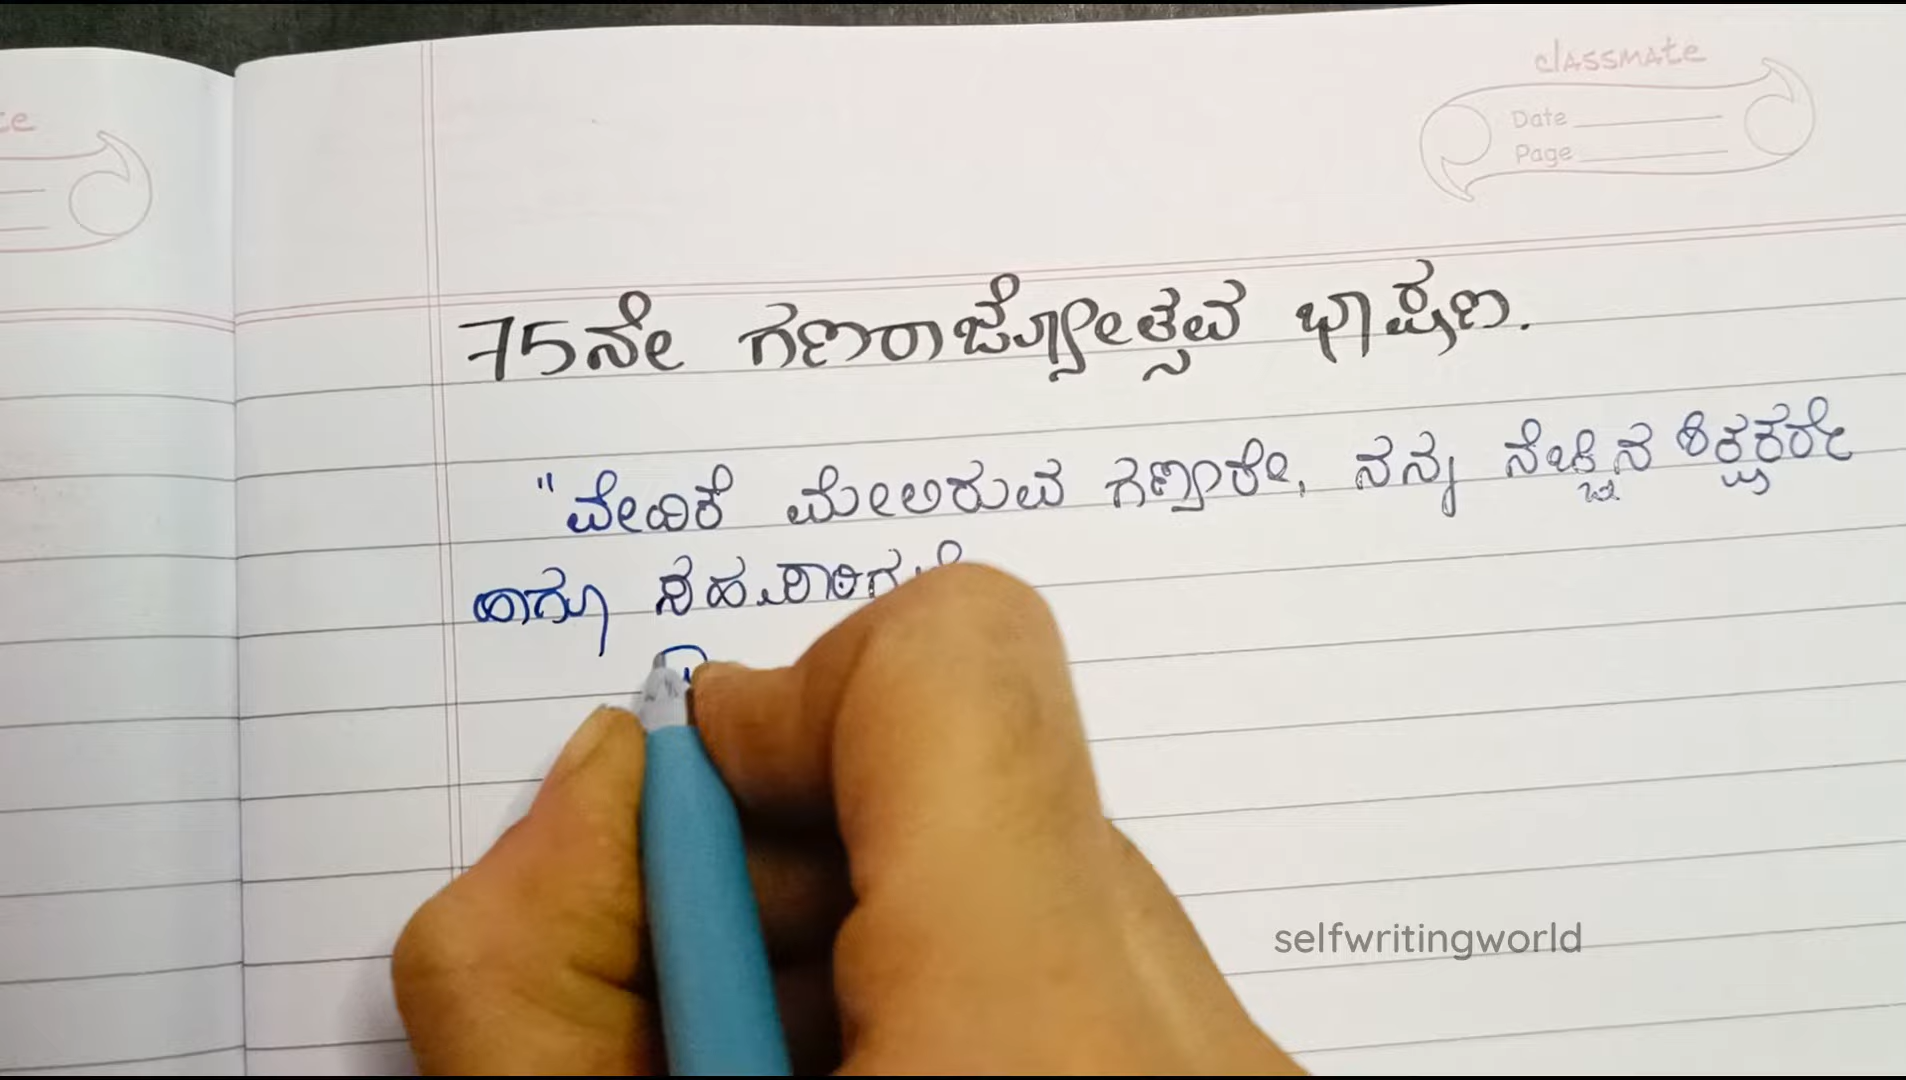 classmate
Date
Page
75ನೇ ಗಣರಾಜ್ಯೋತ್ಸವ ಭಾಷಣ.
"ವೇದಿಕೆ ಮೇಲಿರುವ ಗಣ್ಯರೇ, ನನ್ನ ನೆಚ್ಚಿನ ಶಿಕ್ಷಕರೇ
ಹಾಗೂ
selfwritingworld